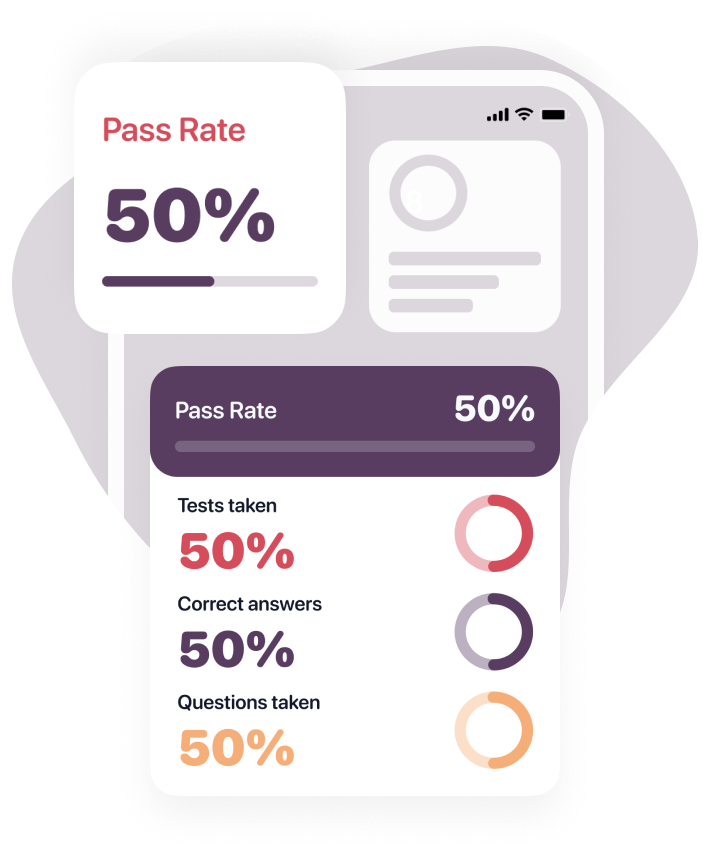 Pass Rate
50%
Pass Rate
50%
Tests taken
50%
Correct answers
50%
Questions taken
50%